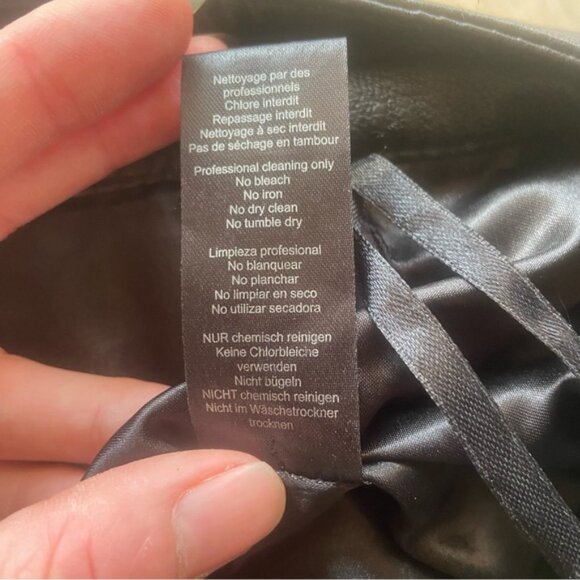 Nettoyage par des
professionnels
Chlore interdit
Repassage interdit
Nettoyage à sec interdit
Pas de séchage en tambour
Professional cleaning only
No bleach
No iron
No dry clean
No tumble dry
Limpieza profesional
No blanquear
No planchar
No limpiar en seco
No utilizar secadora
NUR chemisch reinigen
Keine Chlorbleiche
verwenden
Nicht bügeln
NICHT chemisch reinigen
Nicht im Wäschetrockner
trocknen